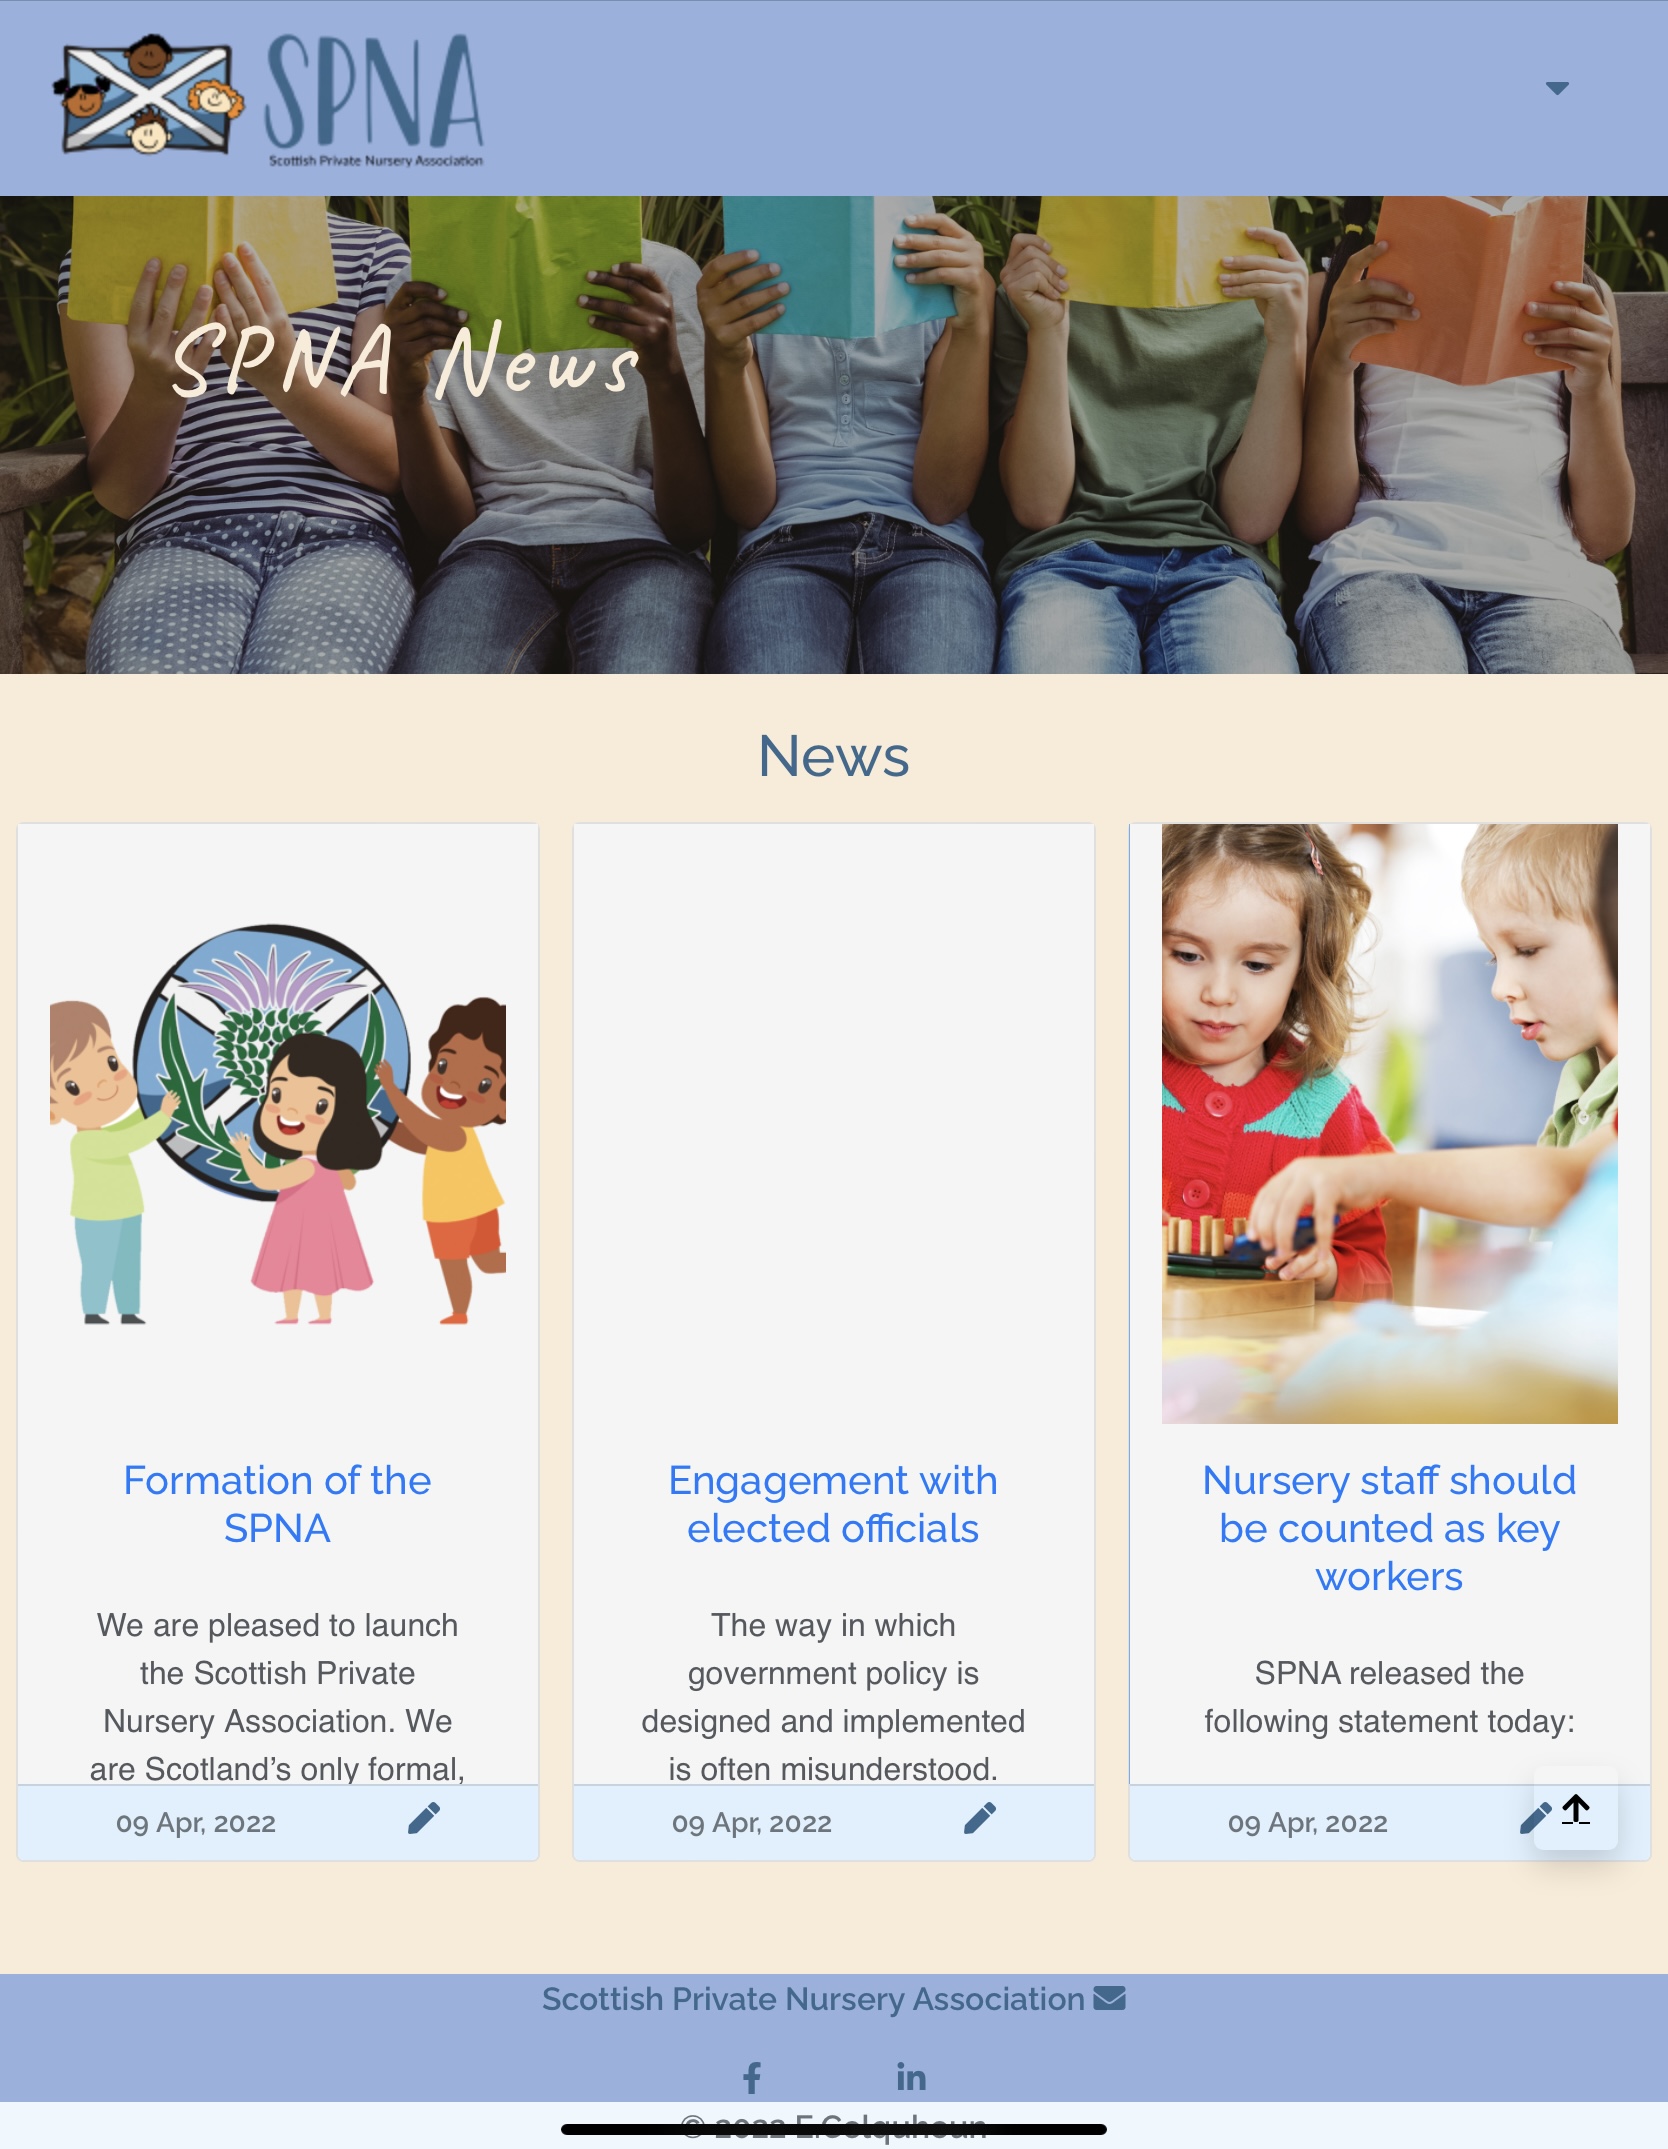 SPNA
Scottish Private Nursery Association
SPNA News
News
Formation of the
SPNA
We are pleased to launch
the Scottish Private
Nursery Association. We
are Scotland’s only formal,
09 Apr, 2022
Engagement with
elected officials
The way in which
government policy is
designed and implemented
is often misunderstood.
09 Apr, 2022
Nursery staff should
be counted as key
workers
SPNA released the
following statement today:
09 Apr, 2022
Scottish Private Nursery Association
f
in
© 2022 E.Colquhoun